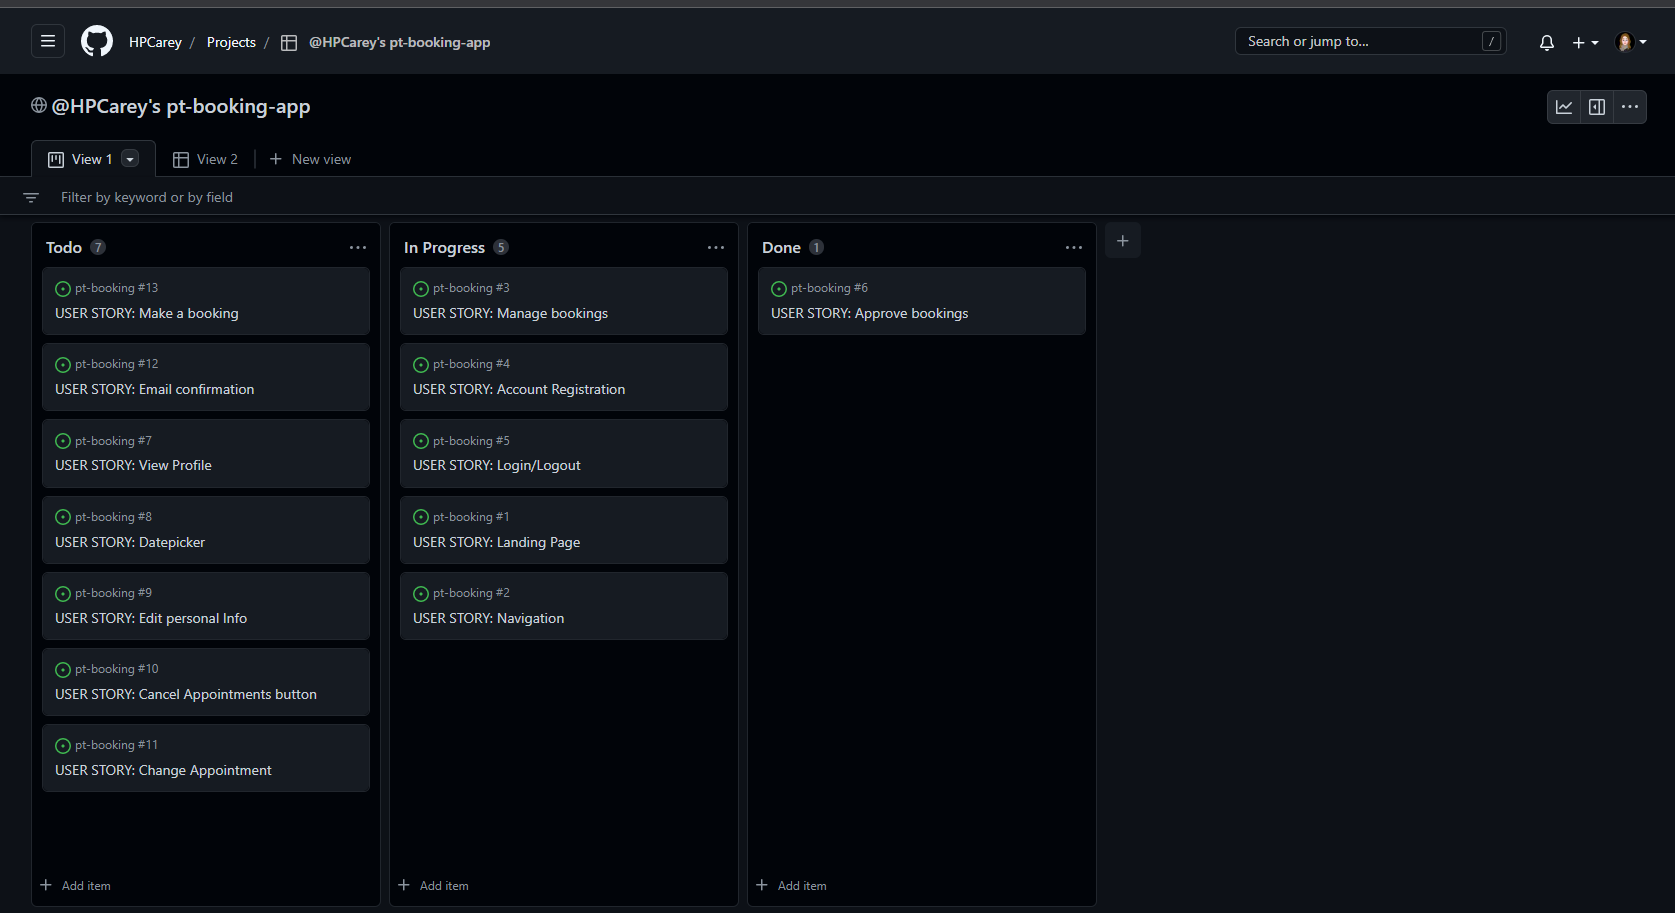 HPCarey / Projects / @HPCarey's pt-booking-app
Search or jump to... /
@HPCarey's pt-booking-app
View 1
View 2
New view
Filter by keyword or by field
Todo 7
pt-booking #13
USER STORY: Make a booking
pt-booking #12
USER STORY: Email confirmation
pt-booking #7
USER STORY: View Profile
pt-booking #8
USER STORY: Datepicker
pt-booking #9
USER STORY: Edit personal Info
pt-booking #10
USER STORY: Cancel Appointments button
pt-booking #11
USER STORY: Change Appointment
Add item
In Progress 5
pt-booking #3
USER STORY: Manage bookings
pt-booking #4
USER STORY: Account Registration
pt-booking #5
USER STORY: Login/Logout
pt-booking #1
USER STORY: Landing Page
pt-booking #2
USER STORY: Navigation
Add item
Done 1
pt-booking #6
USER STORY: Approve bookings
Add item